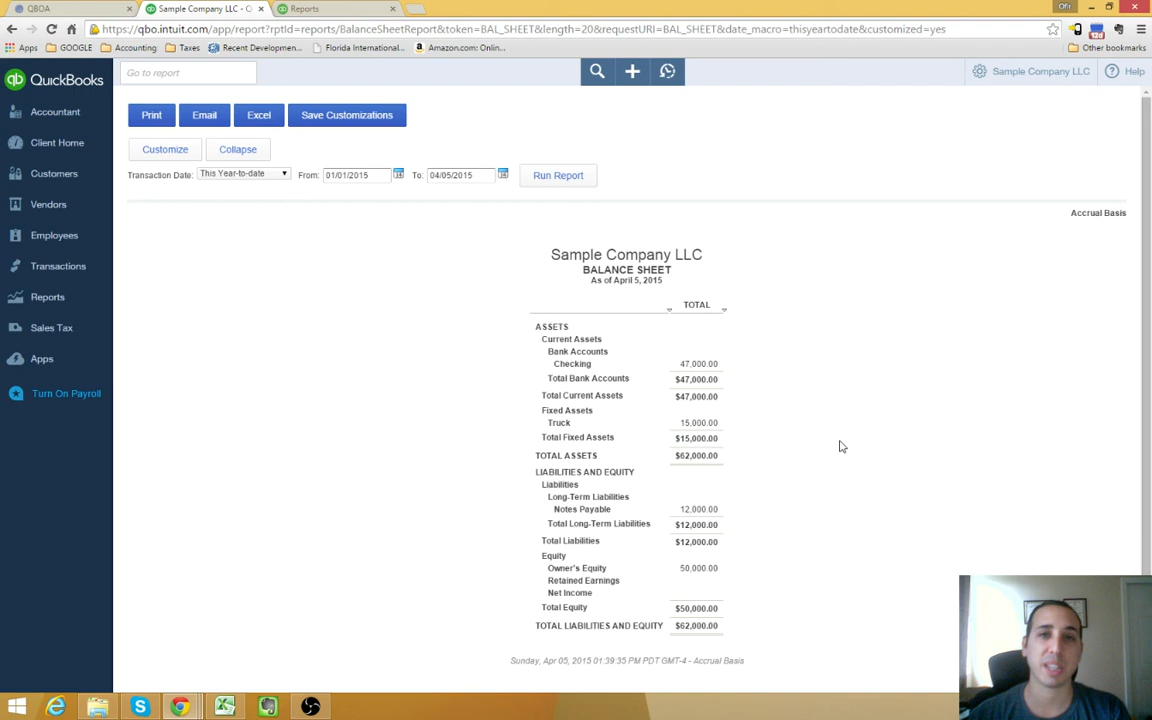 QBOA
Sample Company LLC - C
Reports
Ofir
https://qbo.intuit.com/app/report?rptId=reports/BalanceSheetReport&token=BAL_SHEET&length=20&requestURI=BAL_SHEET&date_macro=thisyeartodate&customized=yes
12d
Apps
GOOGLE
Accounting
Taxes
Recent Developmen...
Florida International...
Amazon.com: Onlin...
Other bookmarks
qb QuickBooks
Go to report
Sample Company LLC
Help
Accountant
Client Home
Customers
Vendors
Employees
Transactions
Reports
Sales Tax
Apps
Turn On Payroll
Print Email Excel Save Customizations
Customize Collapse
Transaction Date: This Year-to-date From: 01/01/2015 To: 04/05/2015 Run Report
Accrual Basis
Sample Company LLC
BALANCE SHEET
As of April 5, 2015
TOTAL
ASSETS
Current Assets
Bank Accounts
Checking 47,000.00
Total Bank Accounts $47,000.00
Total Current Assets $47,000.00
Fixed Assets
Truck 15,000.00
Total Fixed Assets $15,000.00
TOTAL ASSETS $62,000.00
LIABILITIES AND EQUITY
Liabilities
Long-Term Liabilities
Notes Payable 12,000.00
Total Long-Term Liabilities $12,000.00
Total Liabilities $12,000.00
Equity
Owner's Equity 50,000.00
Retained Earnings
Net Income
Total Equity $50,000.00
TOTAL LIABILITIES AND EQUITY $62,000.00
Sunday, Apr 05, 2015 01:39:35 PM PDT GMT-4 - Accrual Basis